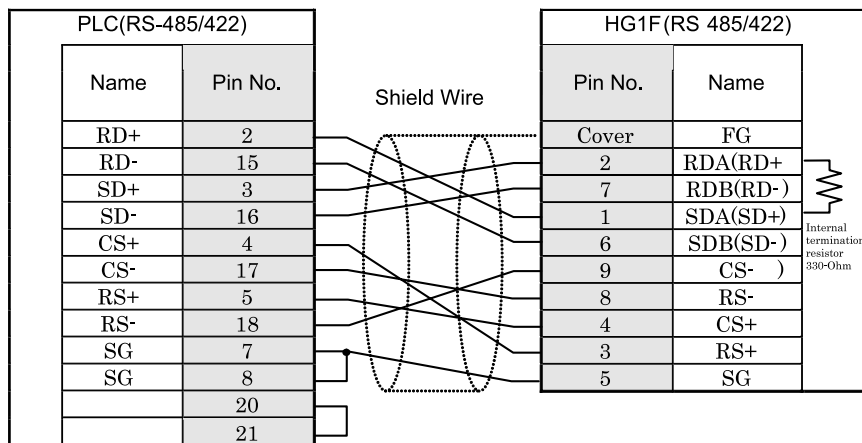 PLC(RS-485/422)
Name Pin No.
RD+ 2
RD- 15
SD+ 3
SD- 16
CS+ 4
CS- 17
RS+ 5
RS- 18
SG 7
SG 8
20
21
Shield Wire
HG1F(RS 485/422)
Pin No. Name
Cover FG
2 RDA(RD+
7 RDB(RD-)
1 SDA(SD+)
6 SDB(SD-)
9 CS- )
8 RS-
4 CS+
3 RS+
5 SG
Internal
termination
resistor
330-Ohm